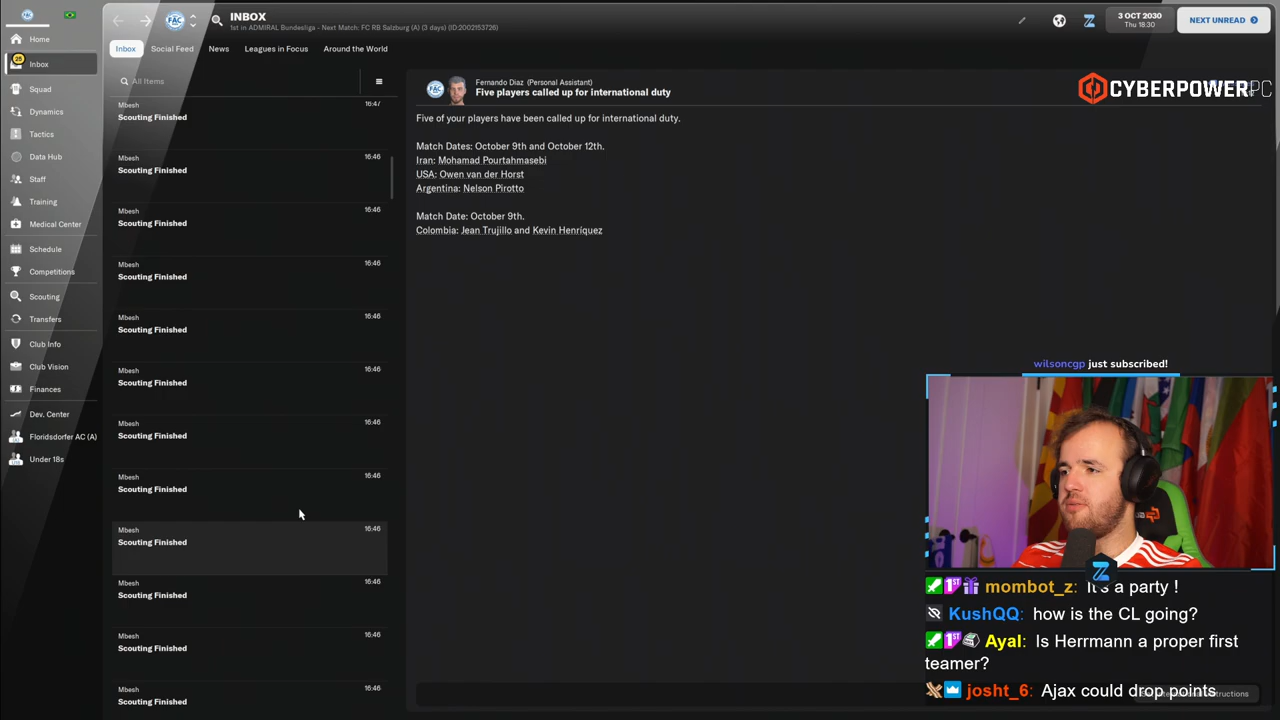 INBOX
1st in ADMIRAL Bundesliga - Next Match: FC RB Salzburg (A) (3 days) (ID:2002153726)
3 OCT 2030
Thu 18:30
NEXT UNREAD
Home
25
Inbox
Squad
Dynamics
Tactics
Data Hub
Staff
Training
Medical Center
Schedule
Competitions
Scouting
Transfers
Club Info
Club Vision
Finances
Dev. Center
Floridsdorfer AC (A)
Under 18s
Inbox
Social Feed
News
Leagues in Focus
Around the World
All Items
Mbesh 16:47
Scouting Finished
Mbesh 16:46
Scouting Finished
Mbesh 16:46
Scouting Finished
Mbesh 16:46
Scouting Finished
Mbesh 16:46
Scouting Finished
Mbesh 16:46
Scouting Finished
Mbesh 16:46
Scouting Finished
Mbesh 16:46
Scouting Finished
Mbesh 16:46
Scouting Finished
Mbesh 16:46
Scouting Finished
Mbesh 16:46
Scouting Finished
Mbesh 16:46
Scouting Finished
Fernando Diaz (Personal Assistant)
Five players called up for international duty
Five of your players have been called up for international duty.
Match Dates: October 9th and October 12th.
Iran: Mohamad Pourtahmasebi
USA: Owen van der Horst
Argentina: Nelson Pirotto
Match Date: October 9th.
Colombia: Jean Trujillo and Kevin Henríquez
CYBERPOWERPC
wilsoncgp just subscribed!
mombot_z: It's a party !
KushQQ: how is the CL going?
Ayal: Is Herrmann a proper first
teamer?
josht_6: Ajax could drop points